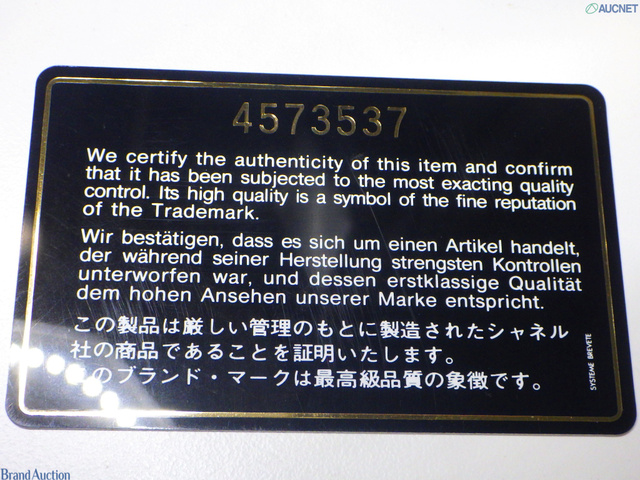 AUCNET
4573537
We certify the authenticity of this item and confirm
that it has been subjected to the most exacting quality
control. Its high quality is a symbol of the fine reputation
of the Trademark.
Wir bestätigen, dass es sich um einen Artikel handelt,
der während seiner Herstellung strengsten Kontrollen
unterworfen war, und dessen erstklassige Qualität
dem hohen Ansehen unserer Marke entspricht.
この製品は厳しい管理のもとに製造されたシャネル
社の商品であることを証明いたします。
のブランド・マークは最高級品質の象徴です。
SYSTEME BREVETE
Brand Auction